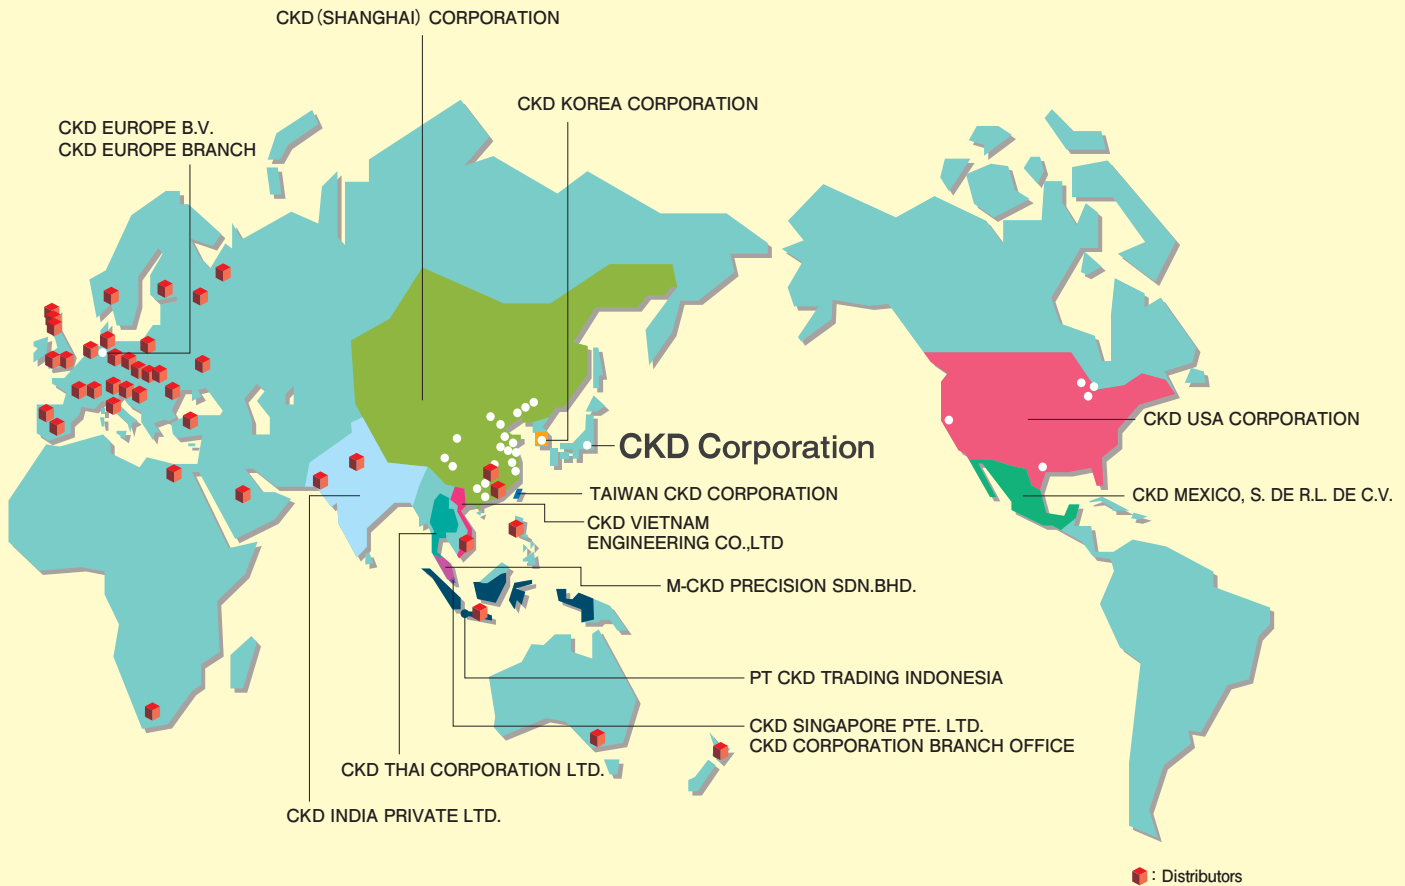 CKD (SHANGHAI) CORPORATION
CKD KOREA CORPORATION
CKD EUROPE B.V.
CKD EUROPE BRANCH
CKD USA CORPORATION
CKD Corporation
TAIWAN CKD CORPORATION
CKD MEXICO, S. DE R.L. DE C.V.
CKD VIETNAM
ENGINEERING CO.,LTD
M-CKD PRECISION SDN.BHD.
PT CKD TRADING INDONESIA
CKD SINGAPORE PTE. LTD.
CKD CORPORATION BRANCH OFFICE
CKD THAI CORPORATION LTD.
CKD INDIA PRIVATE LTD.
: Distributors